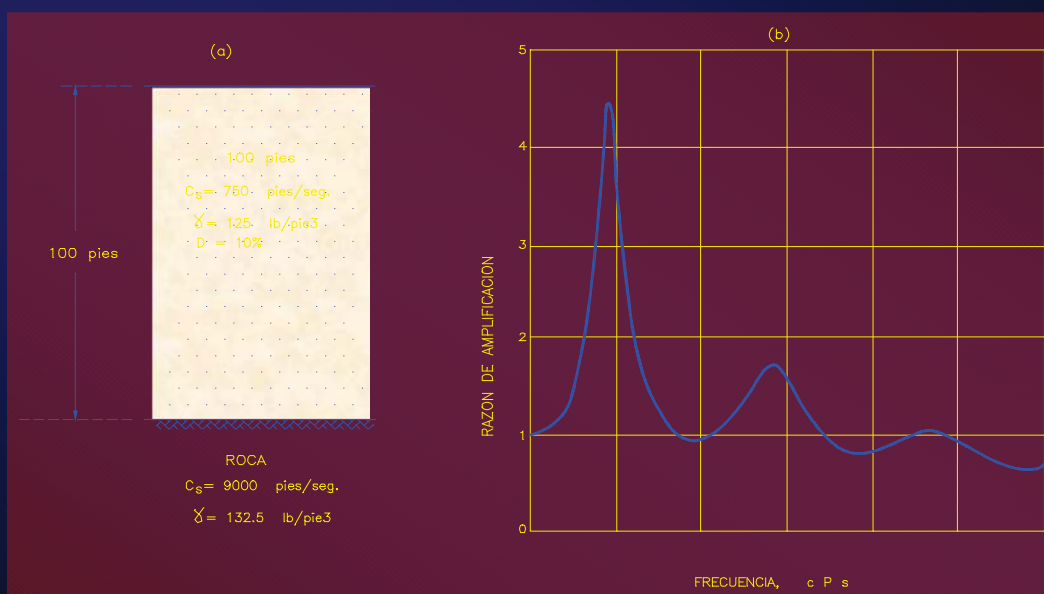 (a)
100 pies
Cs= 750 pies/seg.
γ= 125 lb/pie3
D = 10%
100 pies
ROCA
Cs= 9000 pies/seg.
γ= 132.5 lb/pie3
(b)
5
4
3
2
1
0
RAZON DE AMPLIFICACION
FRECUENCIA, c P s